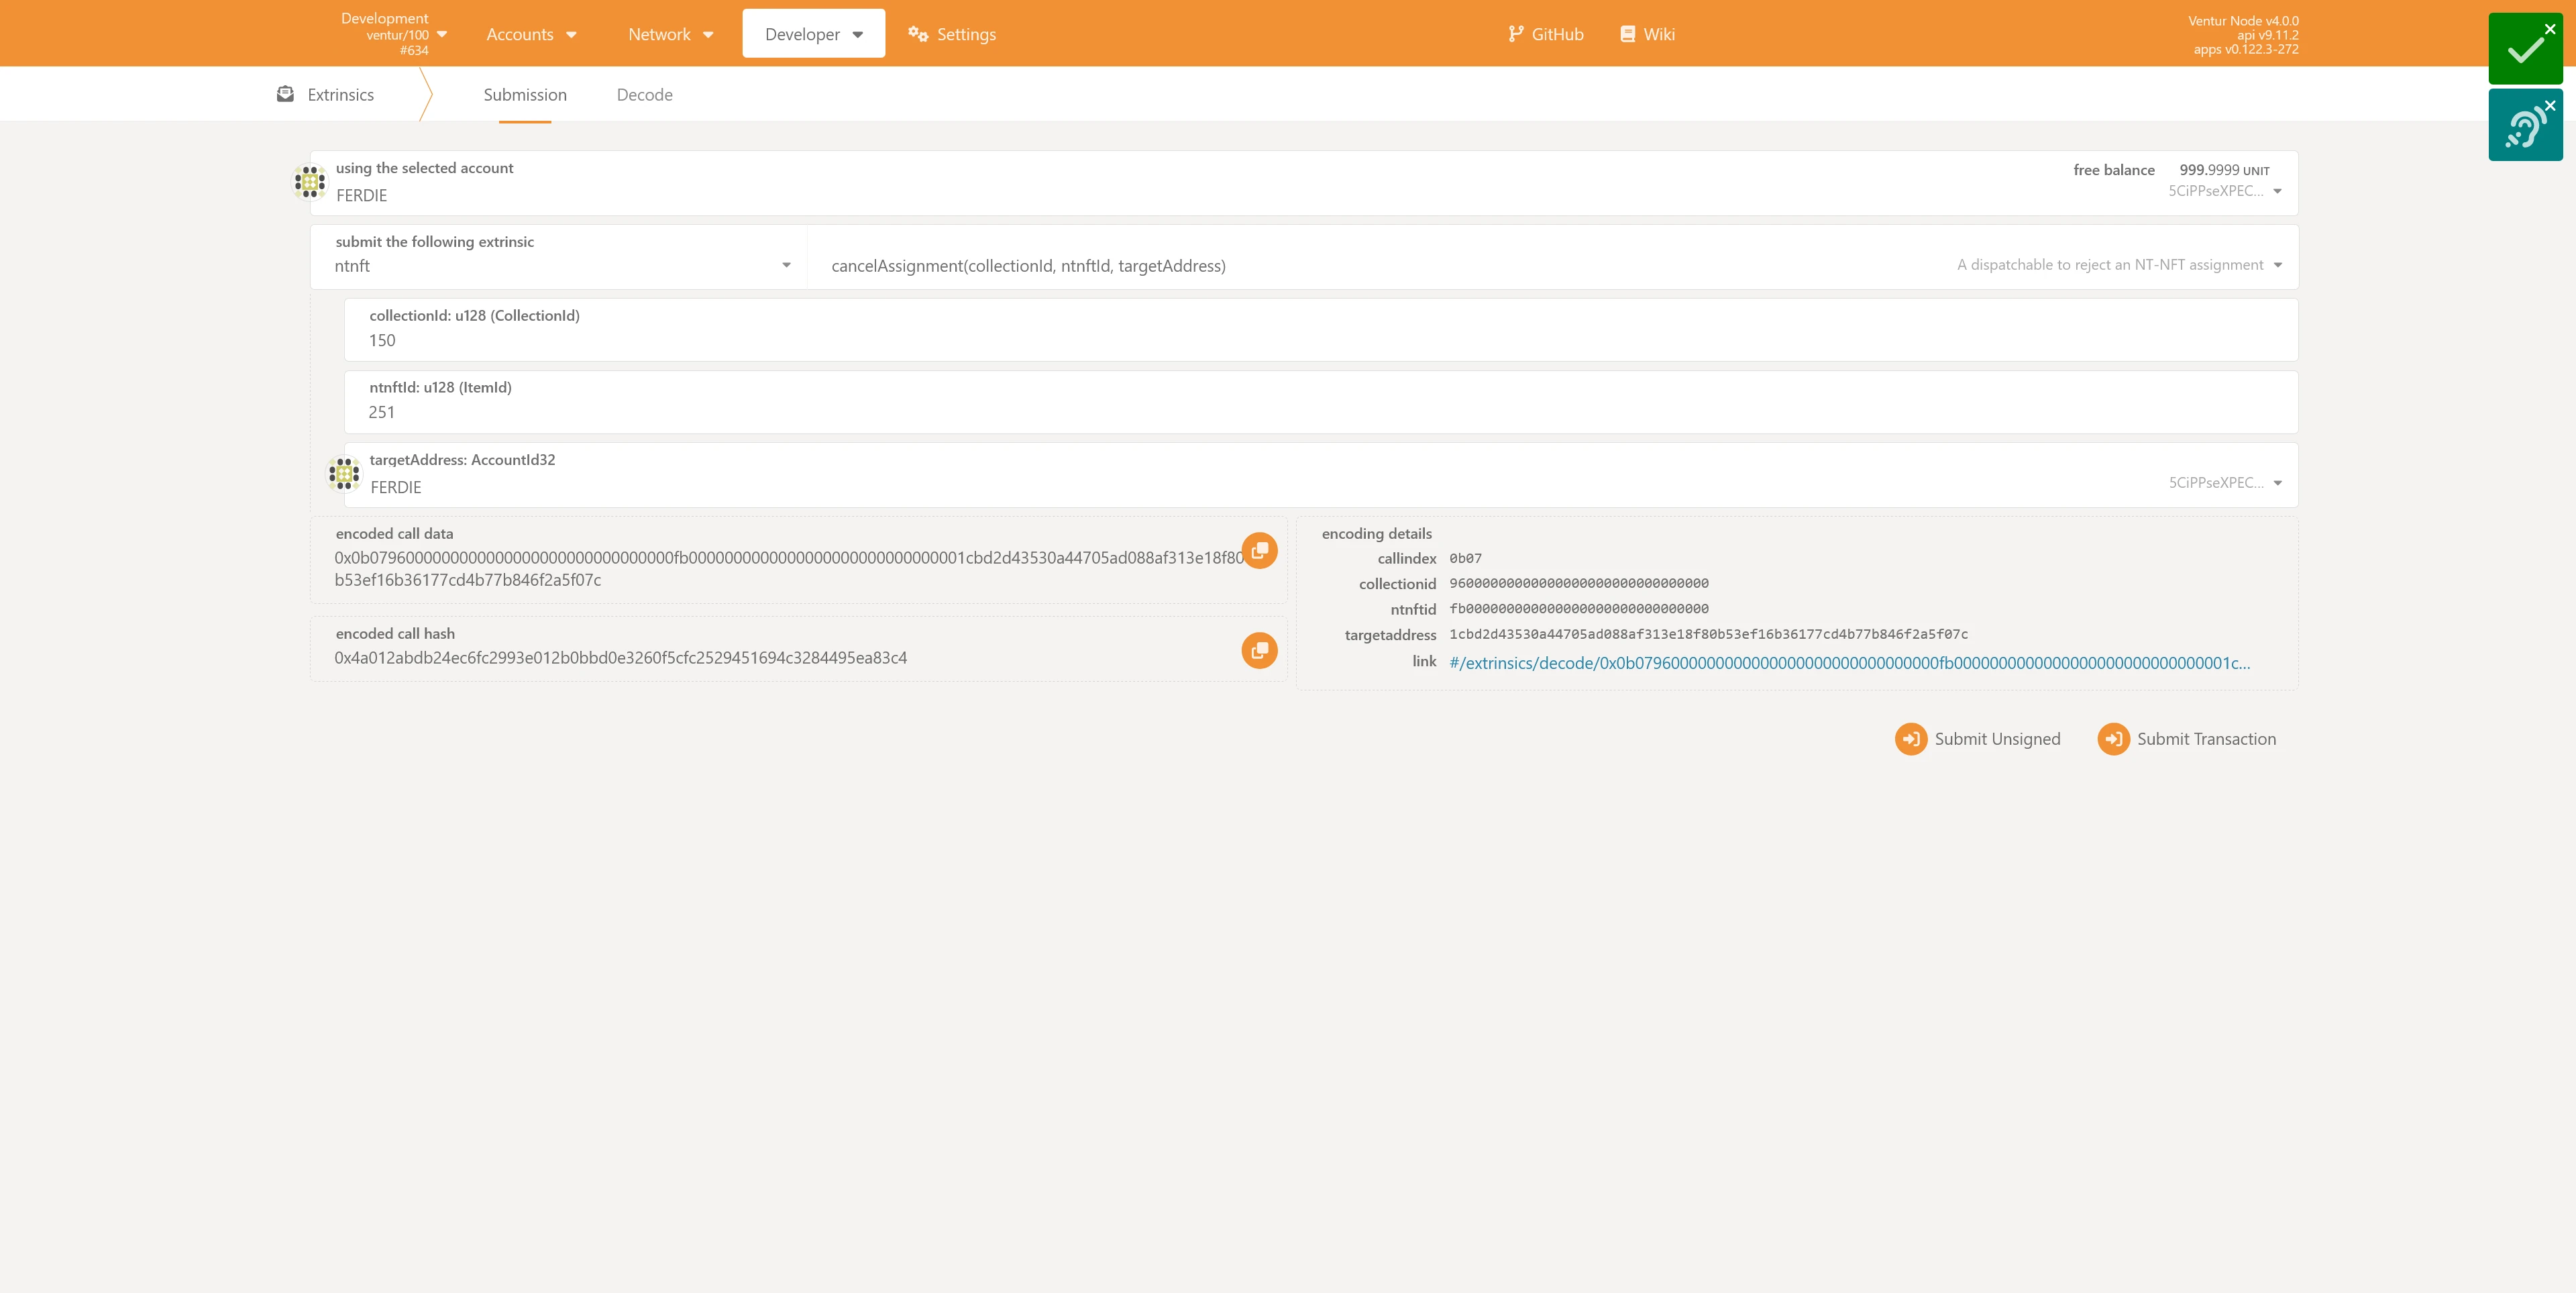 Development
ventur/100
#634
Accounts
Network
Developer
Settings
GitHub
Wiki
Ventur Node v4.0.0
api v9.11.2
apps v0.122.3-272
Extrinsics
Submission
Decode
using the selected account
FERDIE
free balance 999.9999 UNIT
5CiPPseXPEC...
submit the following extrinsic
ntnft
cancelAssignment(collectionId, ntnftId, targetAddress)
A dispatchable to reject an NT-NFT assignment
collectionId: u128 (CollectionId)
150
ntnftId: u128 (ItemId)
251
targetAddress: AccountId32
FERDIE
5CiPPseXPEC...
encoded call data
0x0b0796000000000000000000000000000000fb0000000000000000000000000000001cbd2d43530a44705ad088af313e18f80
b53ef16b36177cd4b77b846f2a5f07c
encoded call hash
0x4a012abdb24ec6fc2993e012b0bbd0e3260f5cfc2529451694c3284495ea83c4
encoding details
callindex 0b07
collectionid 96000000000000000000000000000000
ntnftid fb000000000000000000000000000000
targetaddress 1cbd2d43530a44705ad088af313e18f80b53ef16b36177cd4b77b846f2a5f07c
link #/extrinsics/decode/0x0b0796000000000000000000000000000000fb0000000000000000000000000000001c...
Submit Unsigned
Submit Transaction